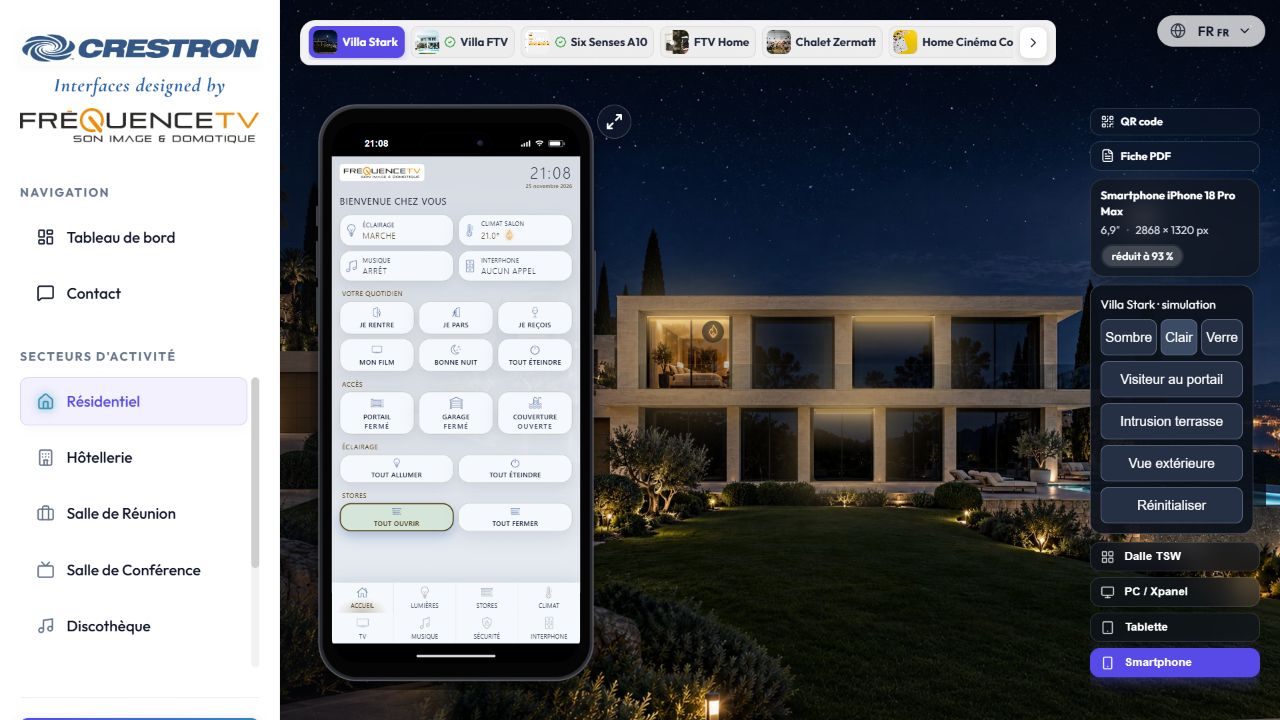 CRESTRON
Interfaces designed by
FRÉQUENCETV
SON IMAGE & DOMOTIQUE
NAVIGATION
Tableau de bord
Contact
SECTEURS D'ACTIVITÉ
Résidentiel
Hôtellerie
Salle de Réunion
Salle de Conférence
Discothèque
Villa Stark
Villa FTV
Six Senses A10
FTV Home
Chalet Zermatt
Home Cinéma Co
FR FR
21:08
FRÉQUENCETV
SON IMAGE & DOMOTIQUE
21:08
25 novembre 2026
BIENVENUE CHEZ VOUS
ÉCLAIRAGE
MARCHE
CLIMAT SALON
21.0°
MUSIQUE
ARRÊT
INTERPHONE
AUCUN APPEL
VOTRE QUOTIDIEN
JE RENTRE
JE PARS
JE REÇOIS
MON FILM
BONNE NUIT
TOUT ÉTEINDRE
ACCÈS
PORTAIL
FERMÉ
GARAGE
FERMÉ
COUVERTURE
OUVERTE
ÉCLAIRAGE
TOUT ALLUMER
TOUT ÉTEINDRE
STORES
TOUT OUVRIR
TOUT FERMER
ACCUEIL
LUMIÈRES
STORES
CLIMAT
TV
MUSIQUE
SÉCURITÉ
INTERPHONE
QR code
Fiche PDF
Smartphone iPhone 18 Pro
Max
6,9" · 2868 × 1320 px
réduit à 93 %
Villa Stark · simulation
Sombre
Clair
Verre
Visiteur au portail
Intrusion terrasse
Vue extérieure
Réinitialiser
Dalle TSW
PC / Xpanel
Tablette
Smartphone